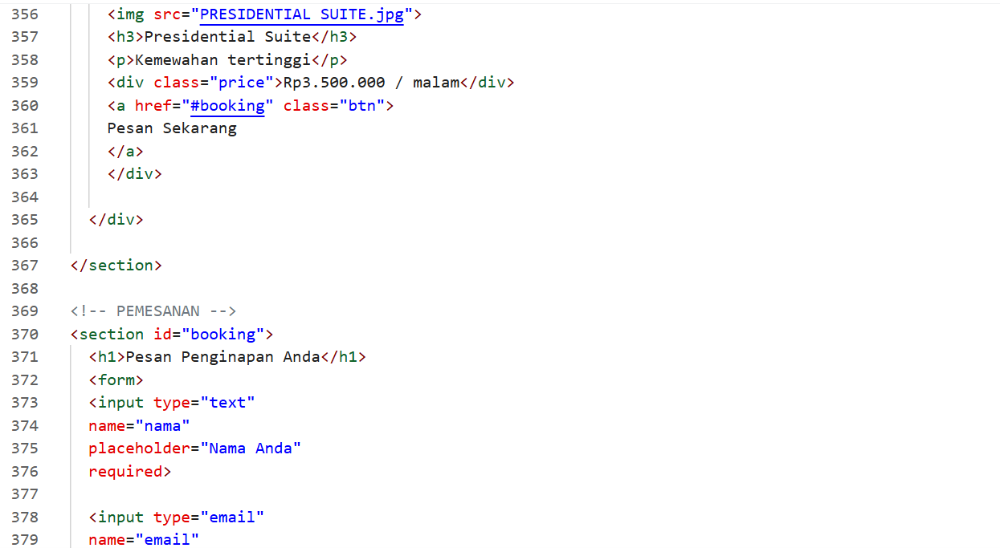 356 <img src="PRESIDENTIAL SUITE.jpg">
357 <h3>Presidential Suite</h3>
358 <p>Kemewahan tertinggi</p>
359 <div class="price">Rp3.500.000 / malam</div>
360 <a href="#booking" class="btn">
361 Pesan Sekarang
362 </a>
363 </div>
364
365 </div>
366
367 </section>
368
369 <!-- PEMESANAN -->
370 <section id="booking">
371 <h1>Pesan Penginapan Anda</h1>
372 <form>
373 <input type="text"
374 name="nama"
375 placeholder="Nama Anda"
376 required>
377
378 <input type="email"
379 name="email"